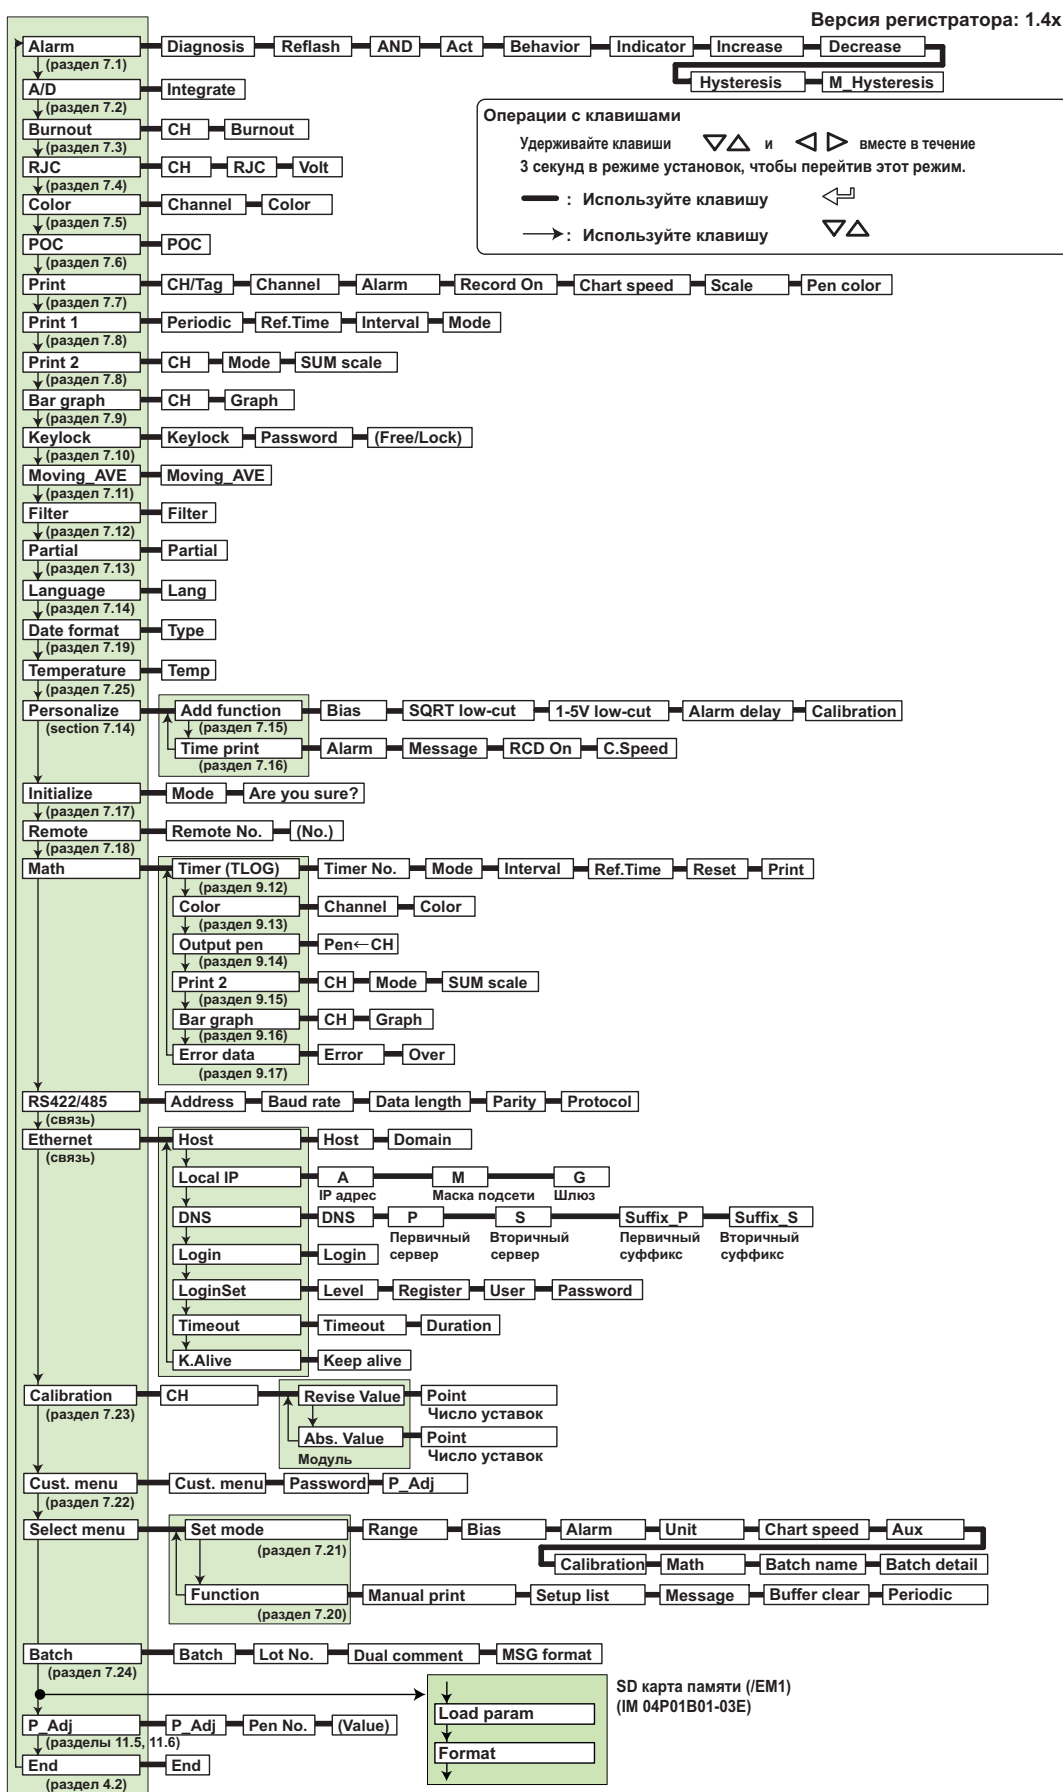 Версия регистратора: 1.4x
Alarm Diagnosis Reflash AND Act Behavior Indicator Increase Decrease
(раздел 7.1)
Hysteresis M_Hysteresis
A/D Integrate
(раздел 7.2)
Burnout CH Burnout
(раздел 7.3)
RJC CH RJC Volt
(раздел 7.4)
Color Channel Color
(раздел 7.5)
POC POC
(раздел 7.6)
Операции с клавишами
Удерживайте клавиши ▽△ и ◁ ▷ вместе в течение
3 секунд в режиме установок, чтобы перейтив этот режим.
: Используйте клавишу
: Используйте клавишу ▽△
Print CH/Tag Channel Alarm Record On Chart speed Scale Pen color
(раздел 7.7)
Print 1 Periodic Ref.Time Interval Mode
(раздел 7.8)
Print 2 CH Mode SUM scale
(раздел 7.8)
Bar graph CH Graph
(раздел 7.9)
Keylock Keylock Password (Free/Lock)
(раздел 7.10)
Moving_AVE Moving_AVE
(раздел 7.11)
Filter Filter
(раздел 7.12)
Partial Partial
(раздел 7.13)
Language Lang
(раздел 7.14)
Date format Type
(раздел 7.19)
Temperature Temp
(раздел 7.25)
Personalize Add function Bias SQRT low-cut 1-5V low-cut Alarm delay Calibration
(section 7.14) (раздел 7.15)
Time print Alarm Message RCD On C.Speed
(раздел 7.16)
Initialize Mode Are you sure?
(раздел 7.17)
Remote Remote No. (No.)
(раздел 7.18)
Math Timer (TLOG) Timer No. Mode Interval Ref.Time Reset Print
(раздел 9.12)
Color Channel Color
(раздел 9.13)
Output pen Pen←CH
(раздел 9.14)
Print 2 CH Mode SUM scale
(раздел 9.15)
Bar graph CH Graph
(раздел 9.16)
Error data Error Over
(раздел 9.17)
RS422/485 Address Baud rate Data length Parity Protocol
(связь)
Ethernet Host Host Domain
(связь)
Local IP A M G
IP адрес Маска подсети Шлюз
DNS DNS P S Suffix_P Suffix_S
Первичный Вторичный Первичный Вторичный
сервер сервер суффикс суффикс
Login Login
LoginSet Level Register User Password
Timeout Timeout Duration
K.Alive Keep alive
Calibration CH Revise Value Point
(раздел 7.23) Число уставок
Abs. Value Point
Модуль Число уставок
Cust. menu Cust. menu Password P_Adj
(раздел 7.22)
Select menu Set mode Range Bias Alarm Unit Chart speed Aux
(раздел 7.21)
Calibration Math Batch name Batch detail
Function Manual print Setup list Message Buffer clear Periodic
(раздел 7.20)
Batch Batch Lot No. Dual comment MSG format
(раздел 7.24)
SD карта памяти (/EM1)
(IM 04P01B01-03E)
Load param
Format
P_Adj P_Adj Pen No. (Value)
(разделы 11.5, 11.6)
End End
(раздел 4.2)